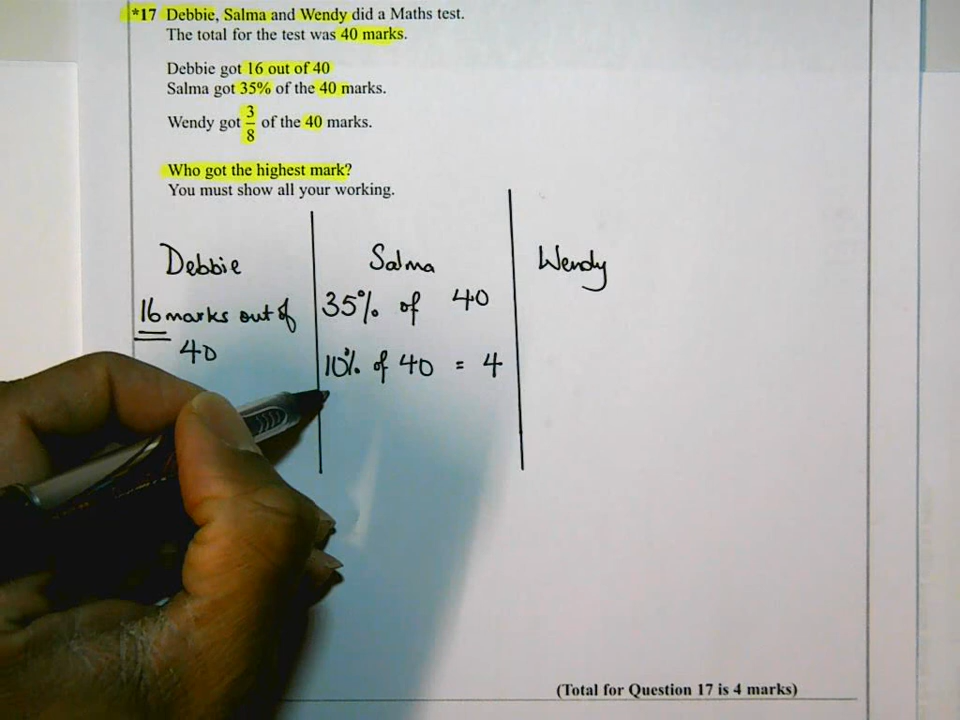 *17 Debbie, Salma and Wendy did a Maths test.
The total for the test was 40 marks.
Debbie got 16 out of 40
Salma got 35% of the 40 marks.
Wendy got 3/8 of the 40 marks.
Who got the highest mark?
You must show all your working.
Debbie
16 marks out of
40
Salma
35% of 40
10% of 40 = 4
Wendy
(Total for Question 17 is 4 marks)